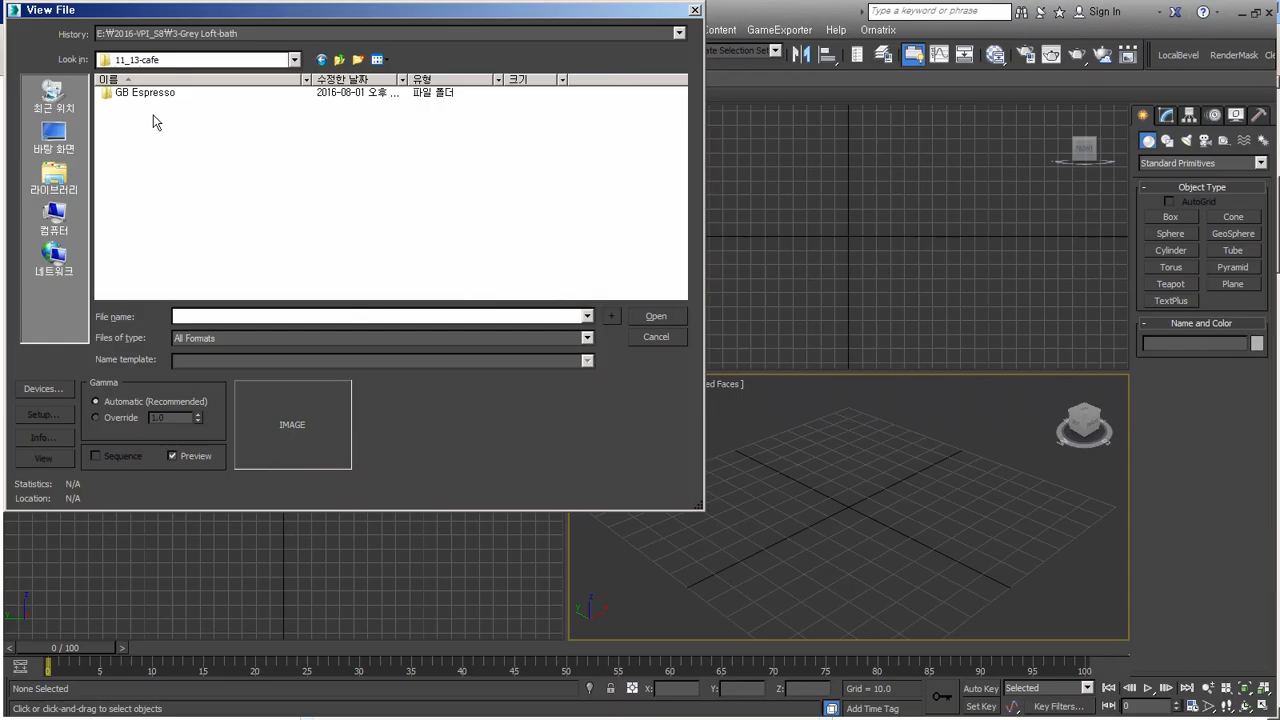 View File
History: E:\2016-VPI_S8\3-Grey Loft-bath
Look in: 11_13-cafe
이름 수정한 날짜 유형 크기
GB Espresso 2016-08-01 오후 ... 파일 폴더
최근 위치
바탕 화면
라이브러리
컴퓨터
네트워크
File name: + Open
Files of type: All Formats Cancel
Name template:
Devices...
Setup...
Info...
View
Gamma
Automatic (Recommended)
Override 1.0
Sequence Preview
IMAGE
Statistics: N/A
Location: N/A
Type a keyword or phrase Sign In
Content GameExporter Help Ornatrix
ate Selection Set
LocalDevel RenderMask
FRONT
Standard Primitives
- Object Type
AutoGrid
Box Cone
Sphere GeoSphere
Cylinder Tube
Torus Pyramid
Teapot Plane
TextPlus
- Name and Color
ed Faces ]
z
y
z
y x
< 0 / 100 >
0 5 10 15 20 25 30 35 40 45 50 55 60 65 70 75 80 85 90 95 100
None Selected X: Y: Z: Grid = 10.0 Auto Key Selected
Click or click-and-drag to select objects Add Time Tag Set Key Key Filters... 0